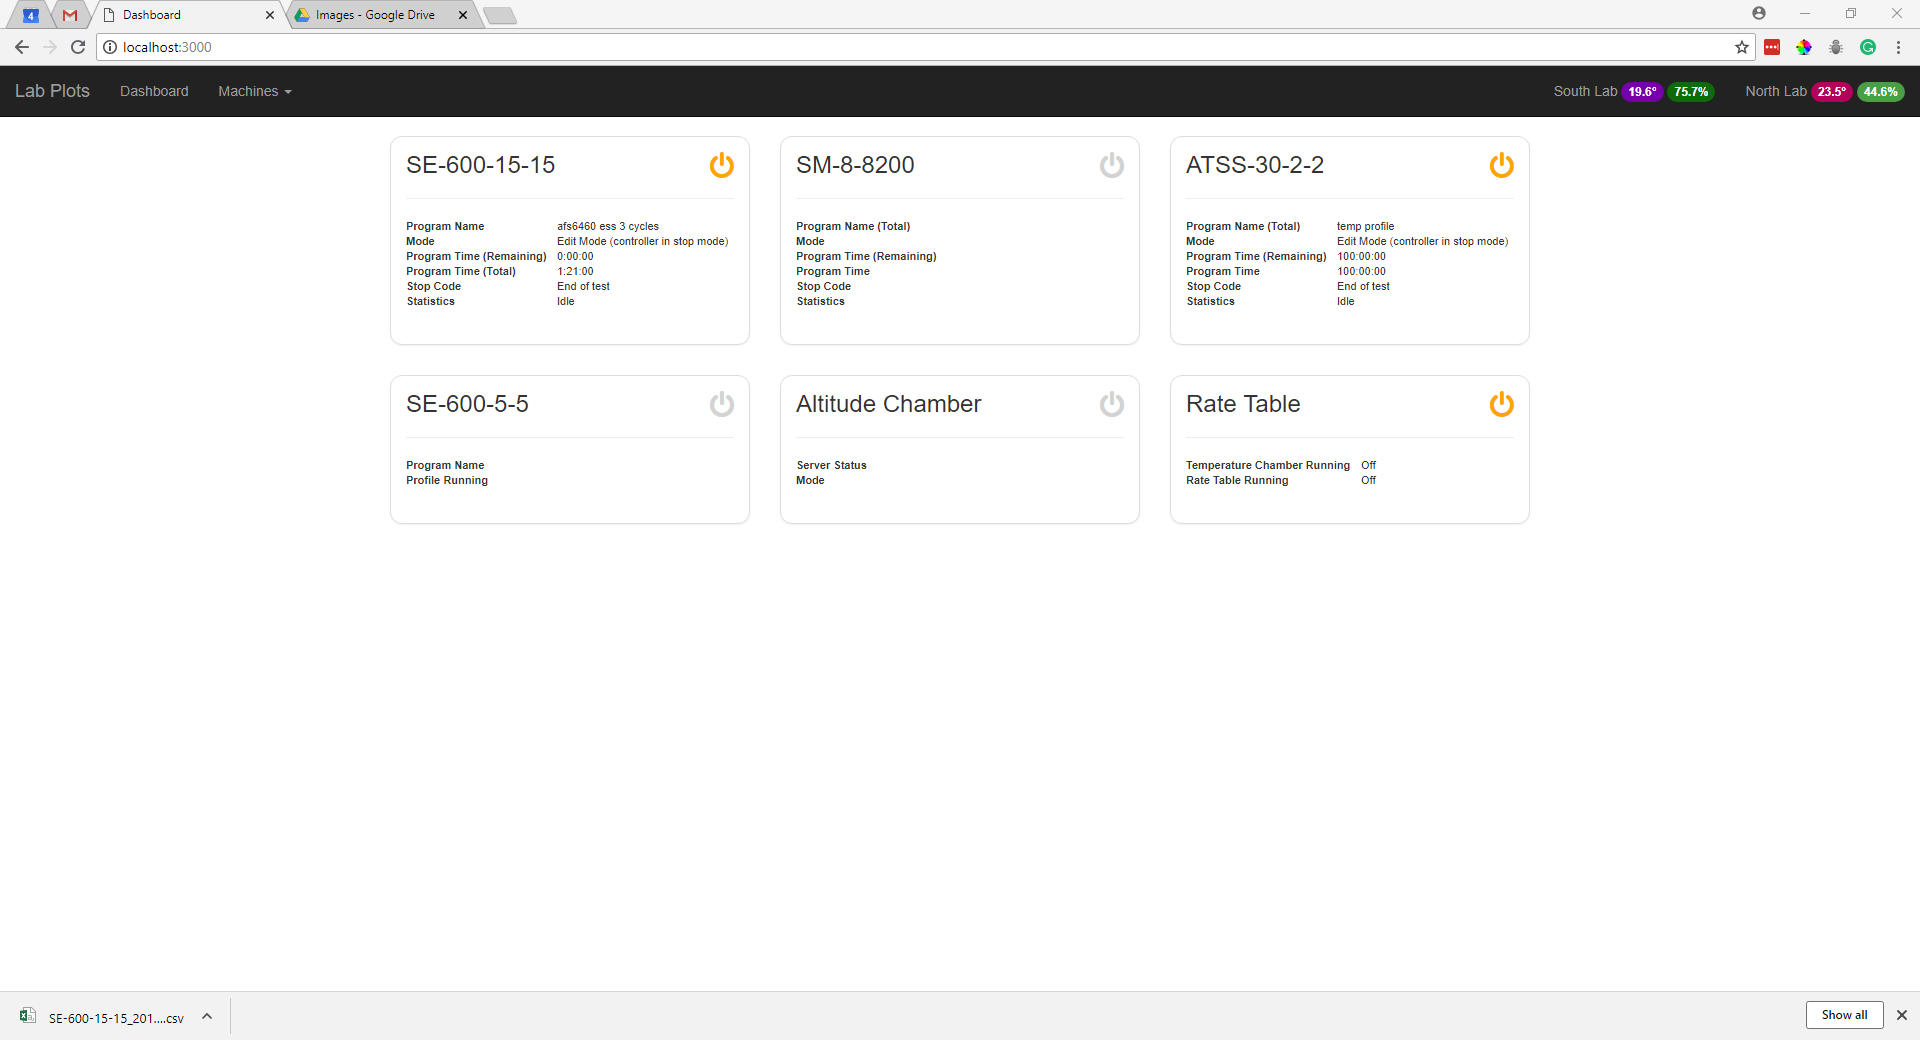 4
Dashboard
Images - Google Drive
localhost:3000
Lab Plots Dashboard Machines South Lab 19.6° 75.7% North Lab 23.5° 44.6%
SE-600-15-15
Program Name afs6460 ess 3 cycles
Mode Edit Mode (controller in stop mode)
Program Time (Remaining) 0:00:00
Program Time (Total) 1:21:00
Stop Code End of test
Statistics Idle
SM-8-8200
Program Name (Total)
Mode
Program Time (Remaining)
Program Time
Stop Code
Statistics
ATSS-30-2-2
Program Name (Total) temp profile
Mode Edit Mode (controller in stop mode)
Program Time (Remaining) 100:00:00
Program Time 100:00:00
Stop Code End of test
Statistics Idle
SE-600-5-5
Program Name
Profile Running
Altitude Chamber
Server Status
Mode
Rate Table
Temperature Chamber Running Off
Rate Table Running Off
SE-600-15-15_201....csv
Show all